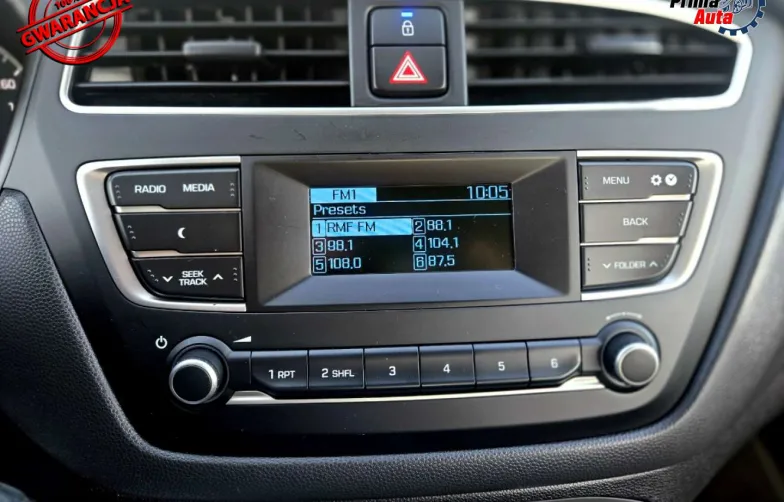 GWARANCJA
Prima
Auto
60
RADIO MEDIA
SEEK
TRACK
FM1 10:05
Presets
1 RMF FM 2 88.1
3 98.1 4 104.1
5 108.0 6 87.5
MENU
BACK
FOLDER
1 RPT 2 SHFL 3 4 5 6